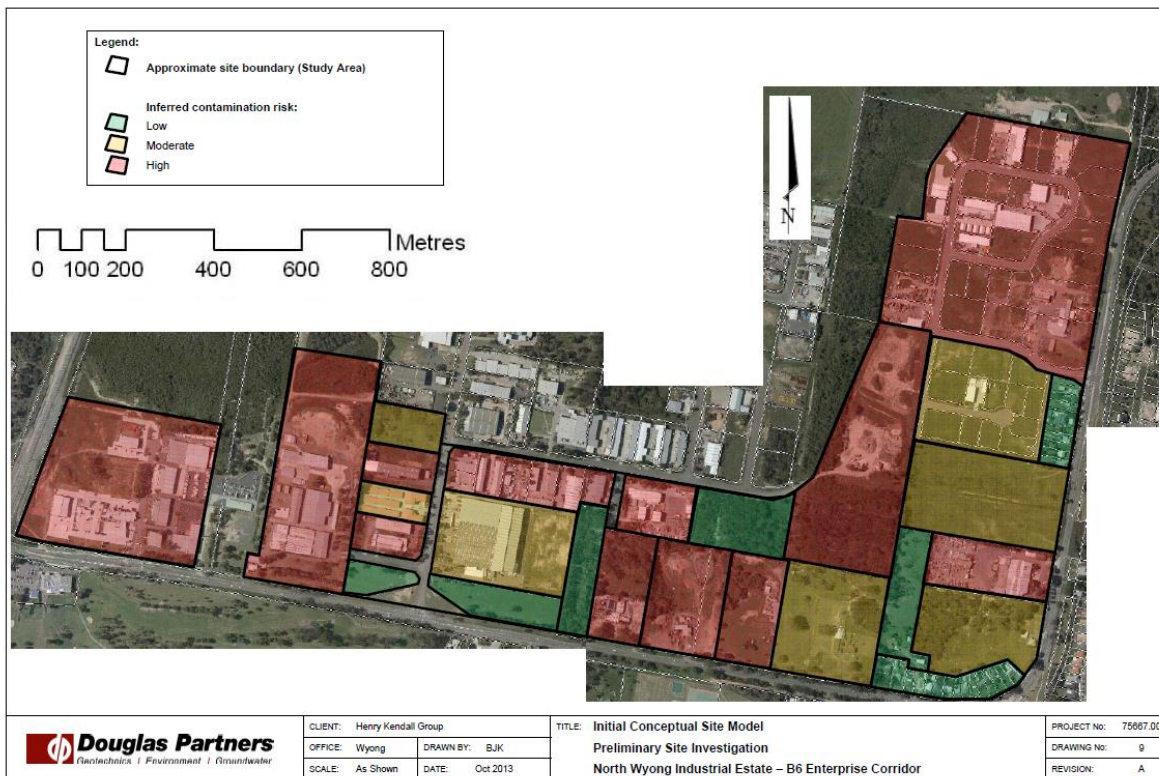 Legend:
Approximate site boundary (Study Area)
Inferred contamination risk:
Low
Moderate
High
N
Metres
0 100 200 400 600 800
Douglas Partners
Geotechnics | Environment | Groundwater
CLIENT: Henry Kendall Group
OFFICE: Wyong DRAWN BY: BJK
SCALE: As Shown DATE: Oct 2013
TITLE: Initial Conceptual Site Model
Preliminary Site Investigation
North Wyong Industrial Estate – B6 Enterprise Corridor
PROJECT No: 75667.00
DRAWING No: 9
REVISION: A